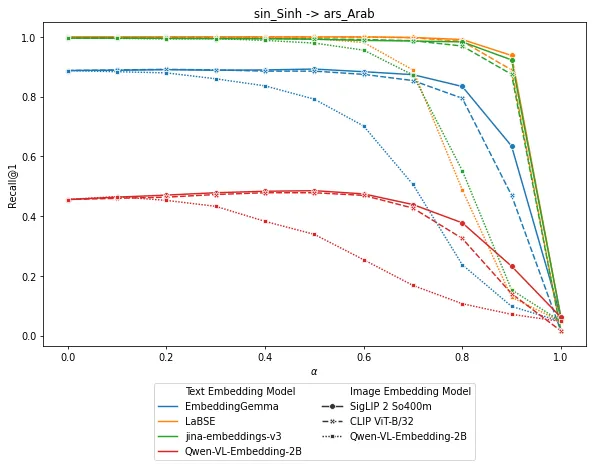 sin_Sinh -> ars_Arab
Recall@1
1.0
0.8
0.6
0.4
0.2
0.0
0.0 0.2 0.4 0.6 0.8 1.0
α
Text Embedding Model
EmbeddingGemma
LaBSE
jina-embeddings-v3
Qwen-VL-Embedding-2B
Image Embedding Model
SigLIP 2 So400m
CLIP ViT-B/32
Qwen-VL-Embedding-2B